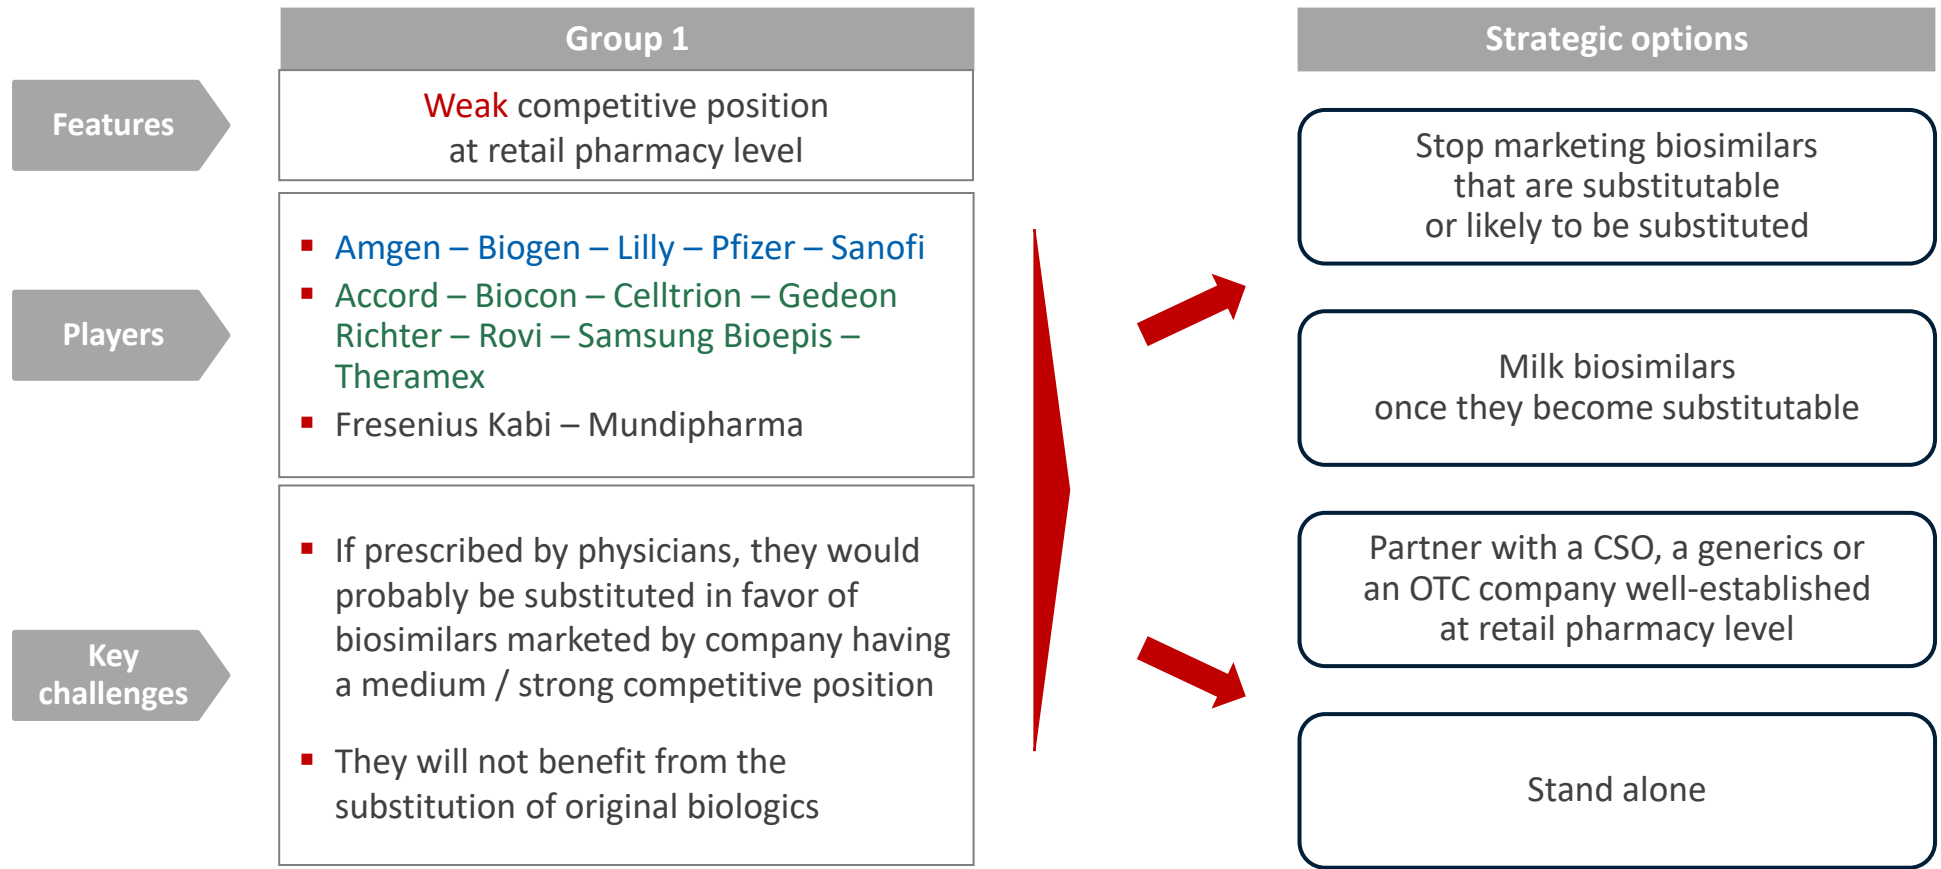 Group 1
Strategic options
Features
Weak competitive position
at retail pharmacy level
Players
▪ Amgen – Biogen – Lilly – Pfizer – Sanofi
▪ Accord – Biocon – Celltrion – Gedeon
Richter – Rovi – Samsung Bioepis –
Theramex
▪ Fresenius Kabi – Mundipharma
Key
challenges
▪ If prescribed by physicians, they would
probably be substituted in favor of
biosimilars marketed by company having
a medium / strong competitive position
▪ They will not benefit from the
substitution of original biologics
Stop marketing biosimilars
that are substitutable
or likely to be substituted
Milk biosimilars
once they become substitutable
Partner with a CSO, a generics or
an OTC company well-established
at retail pharmacy level
Stand alone